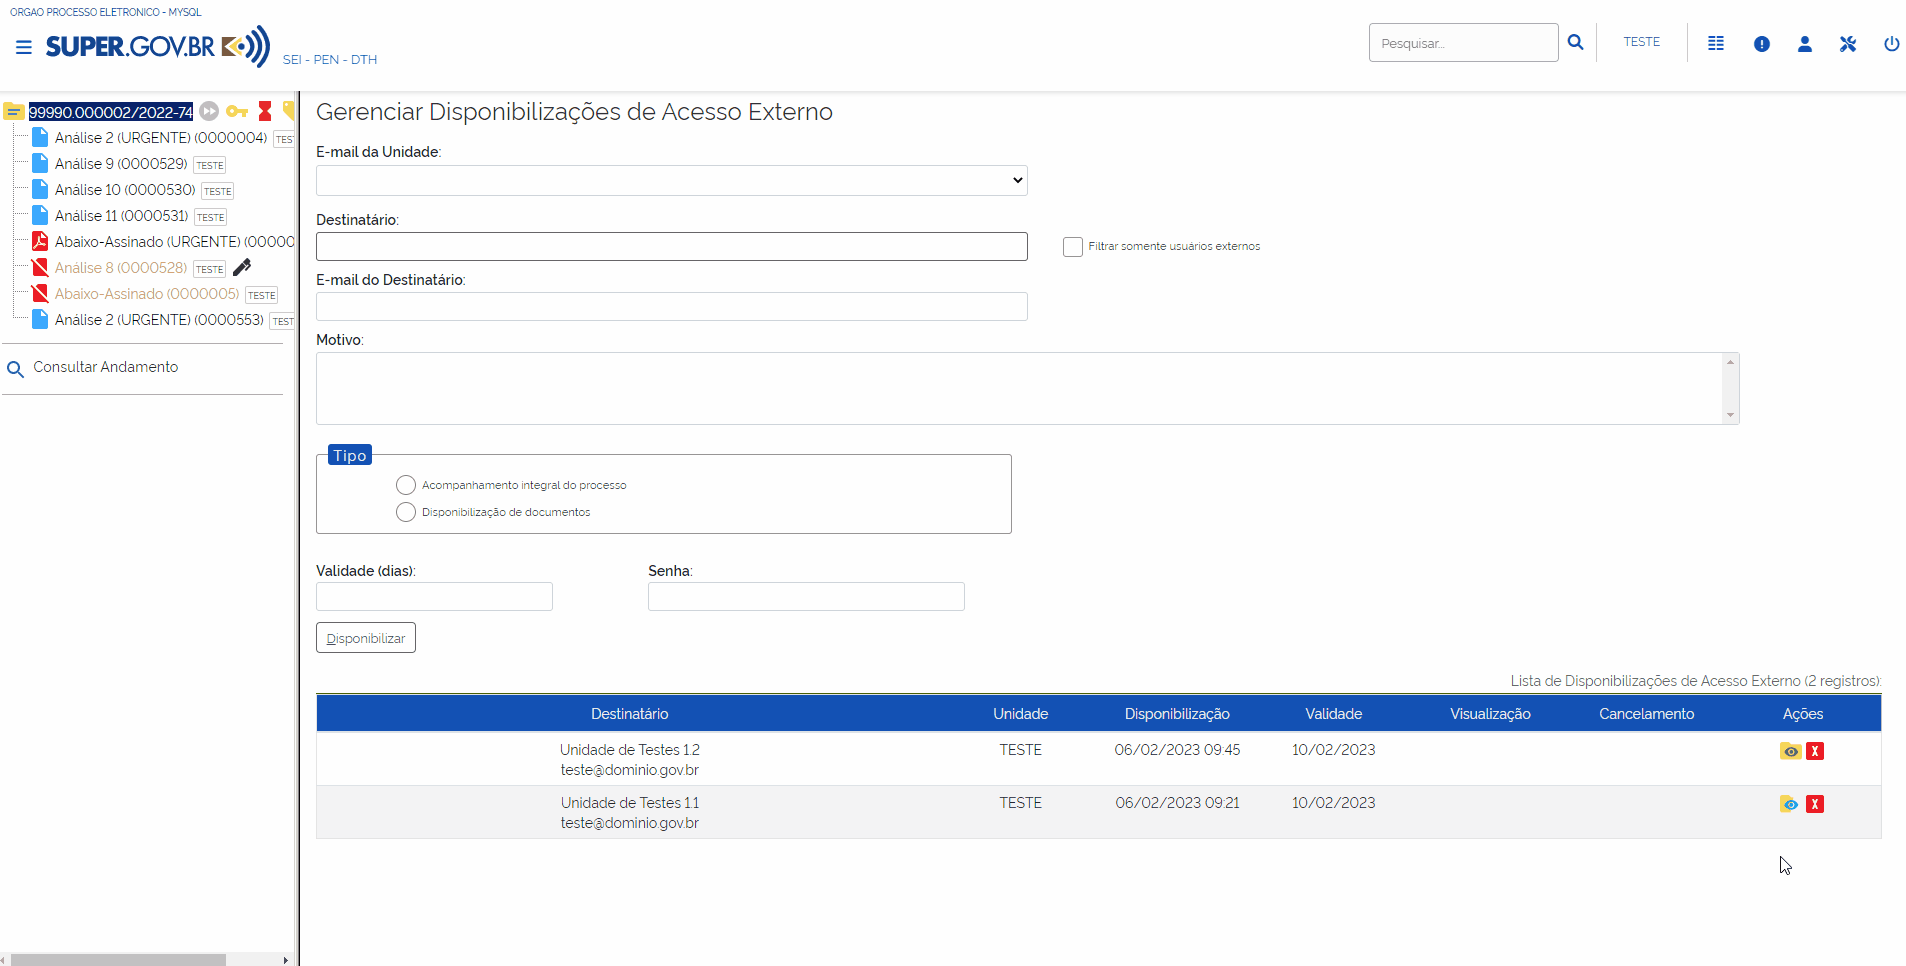 ORGAO PROCESSO ELETRONICO - MYSQL
SUPER.GOV.BR
SEI - PEN - DTH
Pesquisar...
TESTE
99990.000002/2022-74
Análise 2 (URGENTE) (0000004) TEST
Análise 9 (0000529) TESTE
Análise 10 (0000530) TESTE
Análise 11 (0000531) TESTE
Abaixo-Assinado (URGENTE) (00000
Análise 8 (0000528) TESTE
Abaixo-Assinado (0000005) TESTE
Análise 2 (URGENTE) (0000553) TEST
Consultar Andamento
Gerenciar Disponibilizações de Acesso Externo
E-mail da Unidade:
Destinatário:
Filtrar somente usuários externos
E-mail do Destinatário:
Motivo:
Tipo
Acompanhamento integral do processo
Disponibilização de documentos
Validade (dias): Senha:
Disponibilizar
Lista de Disponibilizações de Acesso Externo (2 registros):
Destinatário Unidade Disponibilização Validade Visualização Cancelamento Ações
Unidade de Testes 1.2 TESTE 06/02/2023 09:45 10/02/2023
teste@dominio.gov.br
Unidade de Testes 1.1 TESTE 06/02/2023 09:21 10/02/2023
teste@dominio.gov.br